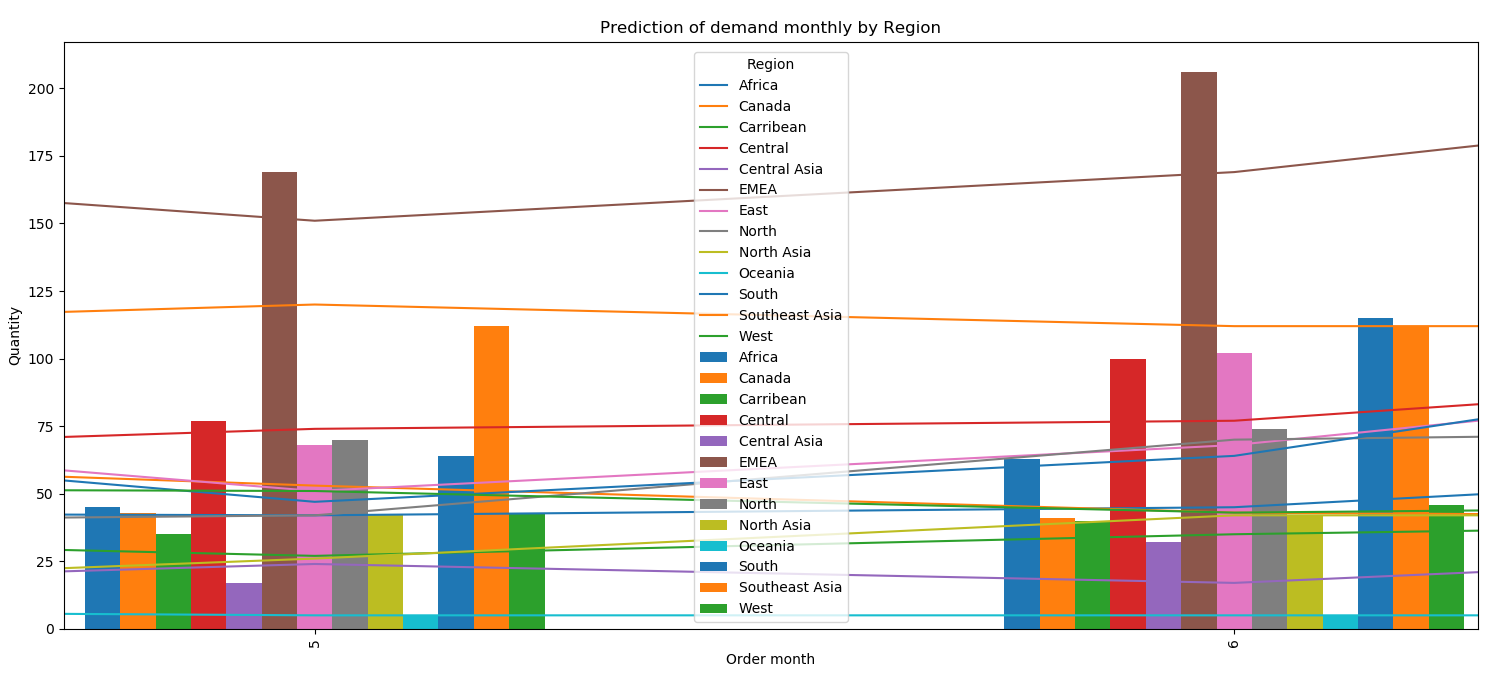 Prediction of demand monthly by Region
Quantity
200
175
150
125
100
75
50
25
0
Region
Africa
Canada
Carribean
Central
Central Asia
EMEA
East
North
North Asia
Oceania
South
Southeast Asia
West
Africa
Canada
Carribean
Central
Central Asia
EMEA
East
North
North Asia
Oceania
South
Southeast Asia
West
5
6
Order month